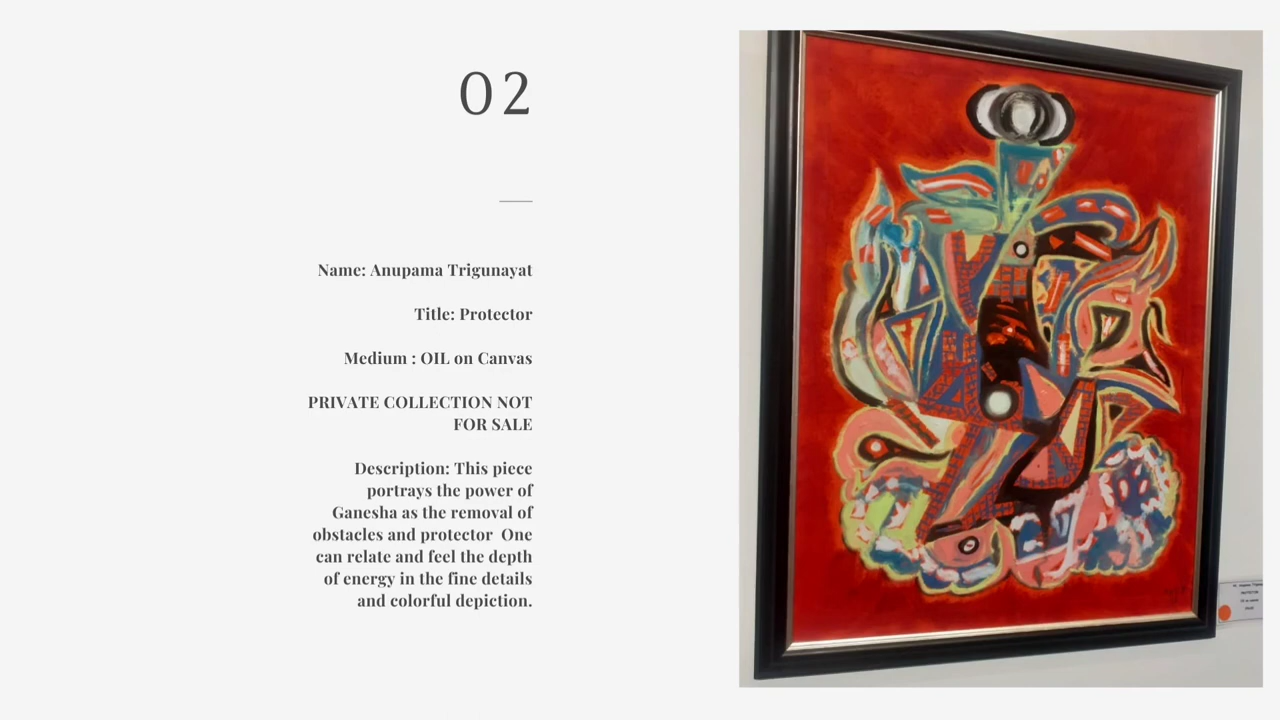 02
Name: Anupama Trigunayat
Title: Protector
Medium : OIL on Canvas
PRIVATE COLLECTION NOT
FOR SALE
Description: This piece
portrays the power of
Ganesha as the removal of
obstacles and protector  One
can relate and feel the depth
of energy in the fine details
and colorful depiction.
PROTECTOR